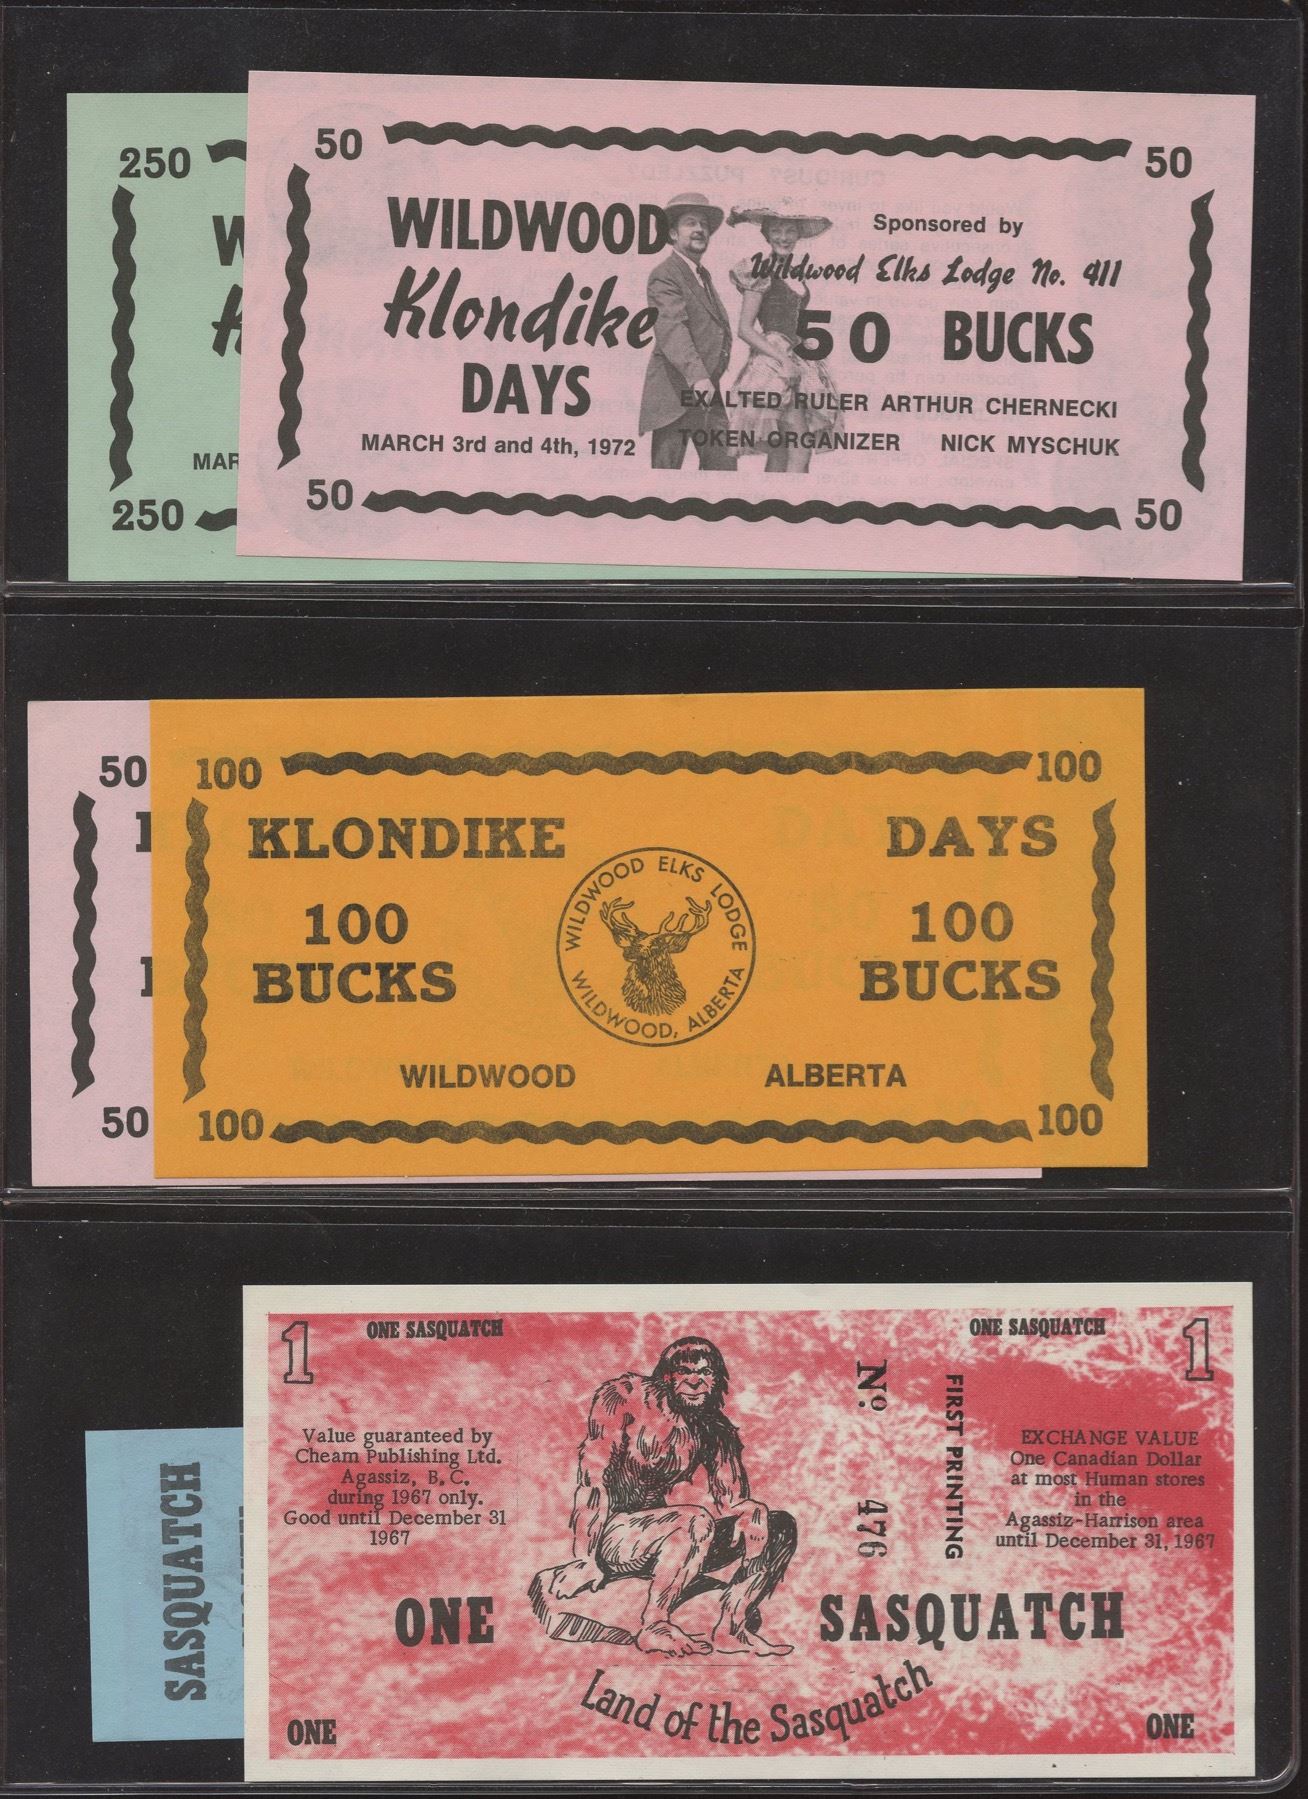 250
W
K
MAR
250
50
50
WILDWOOD
Klondike
DAYS
MARCH 3rd and 4th, 1972
Sponsored by
Wildwood Elks Lodge No. 411
50 BUCKS
EXALTED RULER ARTHUR CHERNECKI
TOKEN ORGANIZER NICK MYSCHUK
50
50
50
50
100
100
KLONDIKE DAYS
100
BUCKS
WILDWOOD ELKS LODGE
WILDWOOD, ALBERTA
100
BUCKS
WILDWOOD ALBERTA
100
100
SASQUATCH
1
ONE SASQUATCH
ONE SASQUATCH
1
Value guaranteed by
Cheam Publishing Ltd.
Agassiz, B. C.
during 1967 only.
Good until December 31
1967
No. 476
FIRST PRINTING
EXCHANGE VALUE
One Canadian Dollar
at most Human stores
in the
Agassiz-Harrison area
until December 31, 1967
ONE SASQUATCH
Land of the Sasquatch
ONE
ONE